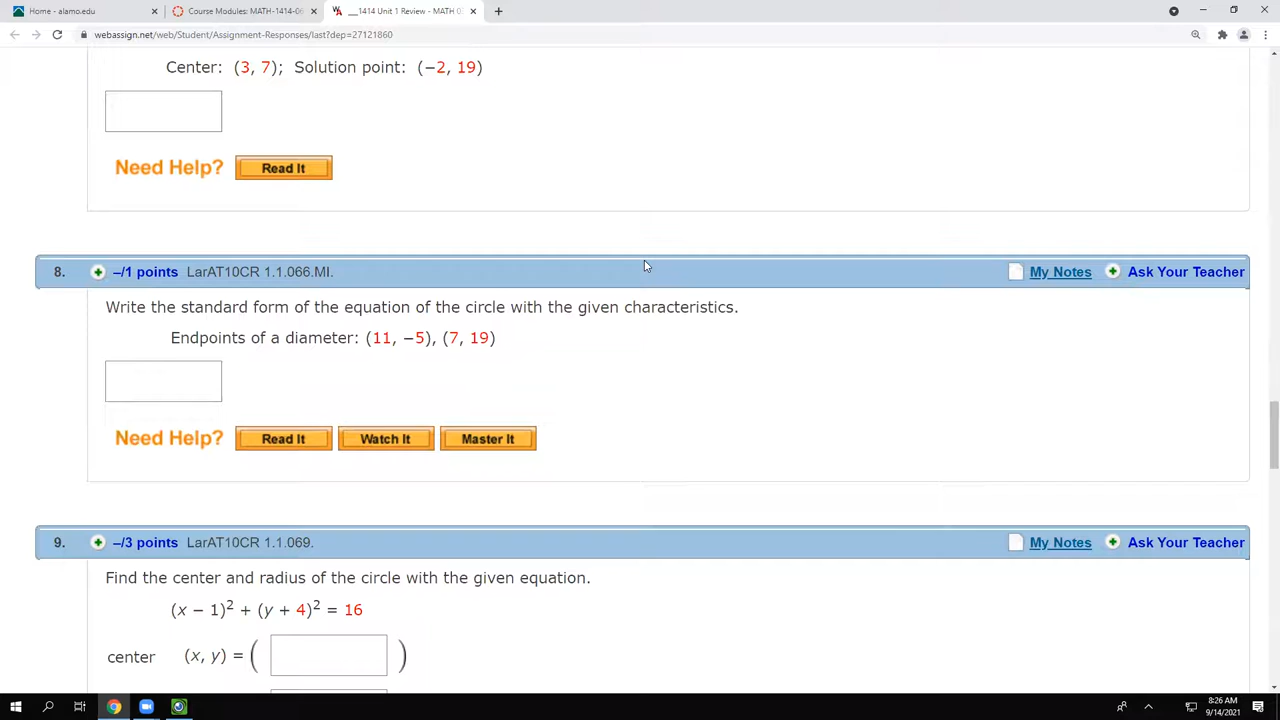 Home - alamo.edu
Course Modules: MATH-1414-06
__1414 Unit 1 Review - MATH 0
webassign.net/web/Student/Assignment-Responses/last?dep=27121860
Center: (3, 7); Solution point: (−2, 19)
Need Help? Read It
8. –/1 points LarAT10CR 1.1.066.MI. My Notes Ask Your Teacher
Write the standard form of the equation of the circle with the given characteristics.
Endpoints of a diameter: (11, −5), (7, 19)
Need Help? Read It Watch It Master It
9. –/3 points LarAT10CR 1.1.069. My Notes Ask Your Teacher
Find the center and radius of the circle with the given equation.
(x − 1)² + (y + 4)² = 16
center (x, y) = ( )
8:26 AM
9/14/2021